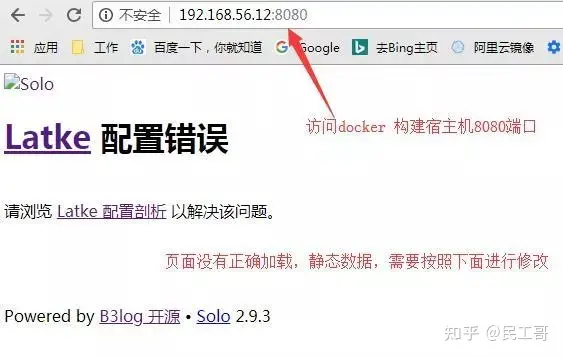 不安全 192.168.56.12:8080
应用 工作 百度一下，你就知道 Google 去Bing主页 阿里云镜像
Solo
访问docker 构建宿主机8080端口
Latke 配置错误
请浏览 Latke 配置剖析 以解决该问题。
页面没有正确加载，静态数据，需要按照下面进行修改
Powered by B3log 开源 • Solo 2.9.3
知乎 @民工哥